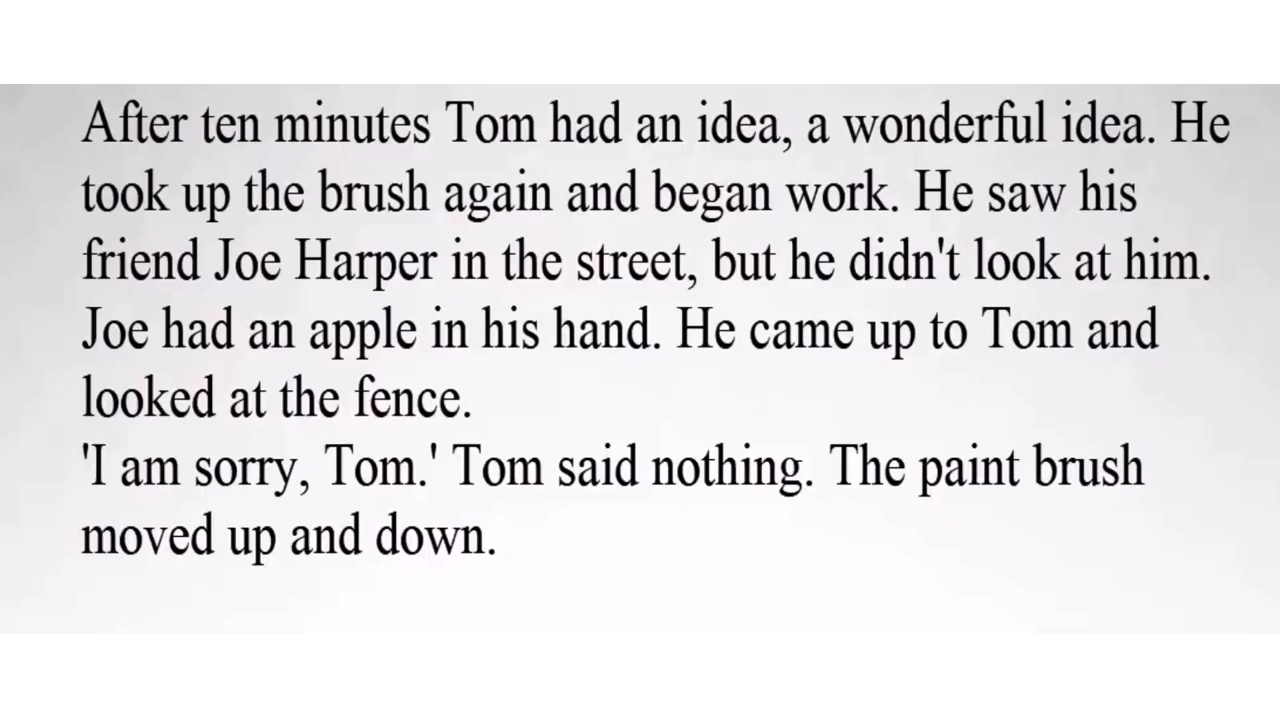 After ten minutes Tom had an idea, a wonderful idea. He
took up the brush again and began work. He saw his
friend Joe Harper in the street, but he didn't look at him.
Joe had an apple in his hand. He came up to Tom and
looked at the fence.
'I am sorry, Tom.' Tom said nothing. The paint brush
moved up and down.